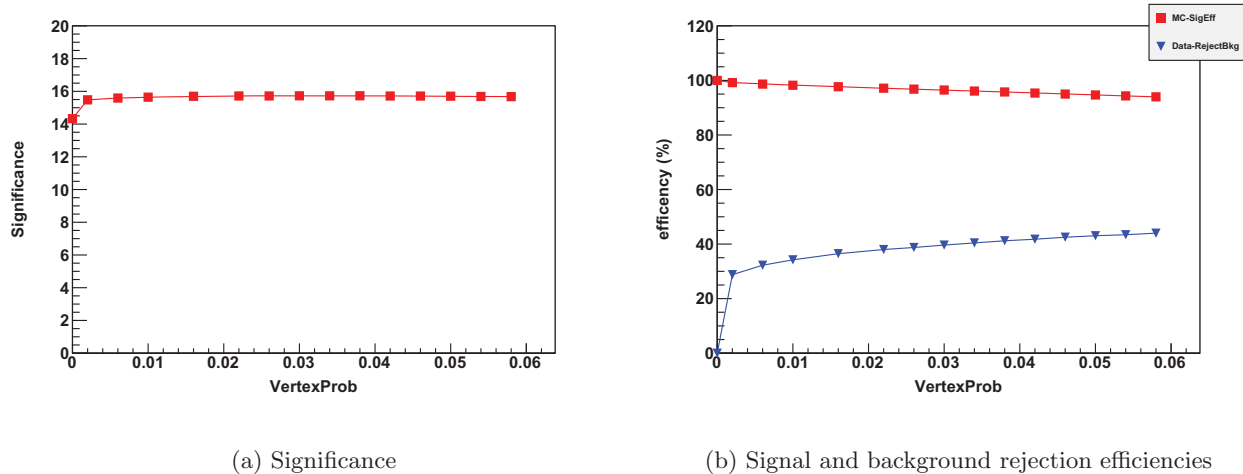 20
18
16
14
12
10
8
6
4
2
0
Significance
0 0.01 0.02 0.03 0.04 0.05 0.06
VertexProb
(a) Significance
MC-SigEff
Data-RejectBkg
120
100
80
60
40
20
0
efficency (%)
0 0.01 0.02 0.03 0.04 0.05 0.06
VertexProb
(b) Signal and background rejection efficiencies